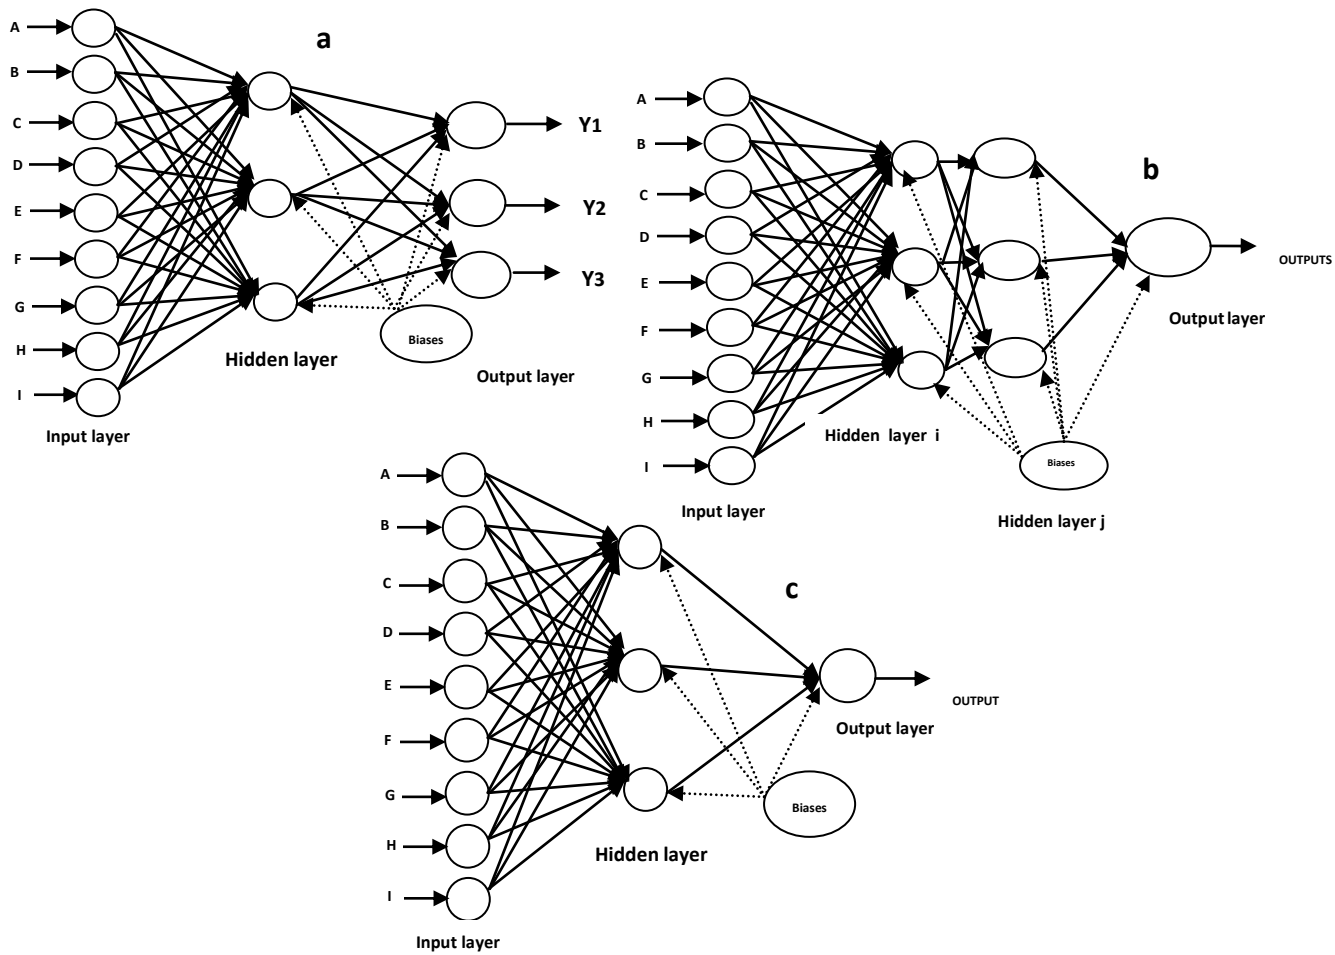 a
A
B
C
D
E
F
G
H
I
Y1
Y2
Y3
Biases
Hidden layer
Output layer
Input layer
b
A
B
C
D
E
F
G
H
I
OUTPUTS
Output layer
Hidden layer i
Biases
Input layer
Hidden layer j
c
A
B
C
D
E
F
G
H
I
OUTPUT
Output layer
Biases
Hidden layer
Input layer